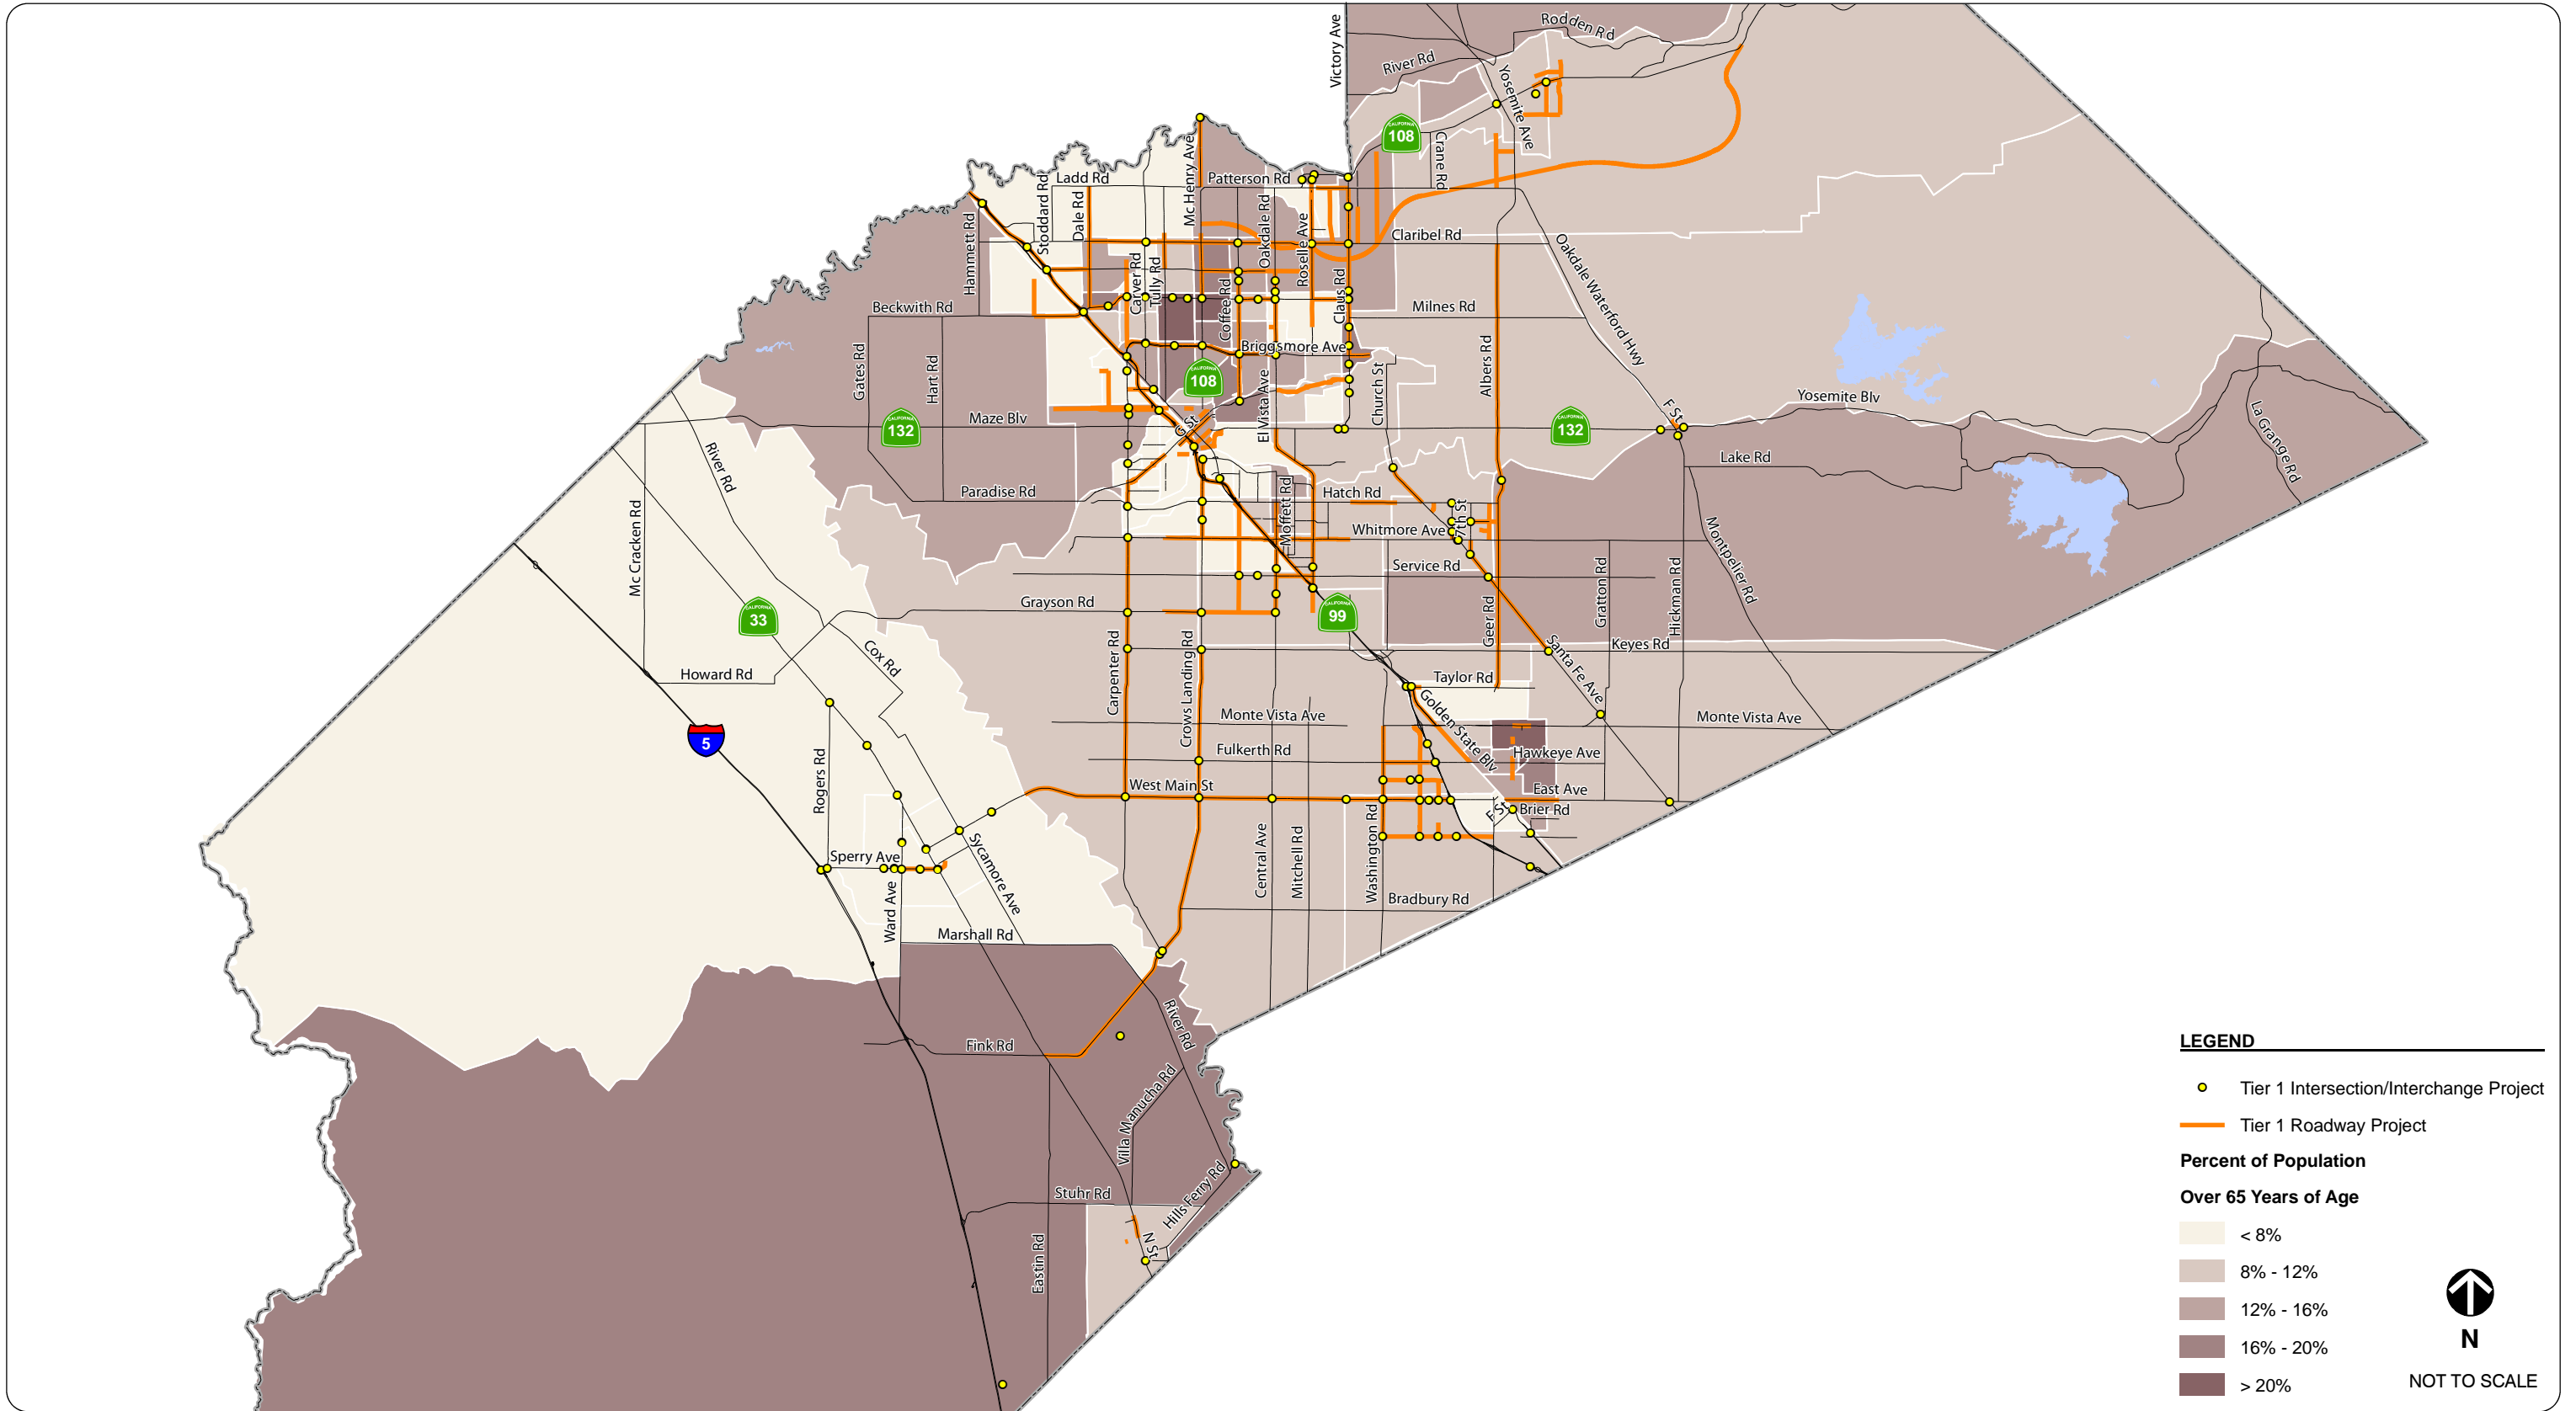 Victory Ave
Rodden Rd
River Rd
Yosemite Ave
CALIFORNIA
108
Crane Rd
Mc Henry Ave
Ladd Rd
Patterson Rd
Stoddard Rd
Dale Rd
Hammett Rd
Oakdale Rd
Roselle Ave
Claribel Rd
Oakdale Waterford Hwy
Carver Rd
Tully Rd
Coffee Rd
Claus Rd
Beckwith Rd
Milnes Rd
Briggsmore Ave
Gates Rd
Hart Rd
CALIFORNIA
108
El Vista Ave
Church St
Albers Rd
Yosemite Blv
F St
La Grange Rd
CALIFORNIA
132
Maze Blv
G St
CALIFORNIA
132
River Rd
Lake Rd
Paradise Rd
Hatch Rd
Moffett Rd
7th St
Mc Cracken Rd
Whitmore Ave
Montpelier Rd
Service Rd
Gratton Rd
Hickman Rd
CALIFORNIA
33
Grayson Rd
CALIFORNIA
99
Geer Rd
Santa Fe Ave
Keyes Rd
Cox Rd
Carpenter Rd
Crows Landing Rd
Howard Rd
Taylor Rd
Golden State Blv
Monte Vista Ave
Monte Vista Ave
5
Fulkerth Rd
Hawkeye Ave
Rogers Rd
West Main St
East Ave
F St
Brier Rd
Sperry Ave
Sycamore Ave
Central Ave
Mitchell Rd
Washington Rd
Ward Ave
Bradbury Rd
Marshall Rd
River Rd
Fink Rd
Villa Manucha Rd
Stuhr Rd
Hills Ferry Rd
Eastin Rd
N St
LEGEND
Tier 1 Intersection/Interchange Project
Tier 1 Roadway Project
Percent of Population
Over 65 Years of Age
< 8%
8% - 12%
12% - 16%
16% - 20%
> 20%
N
NOT TO SCALE